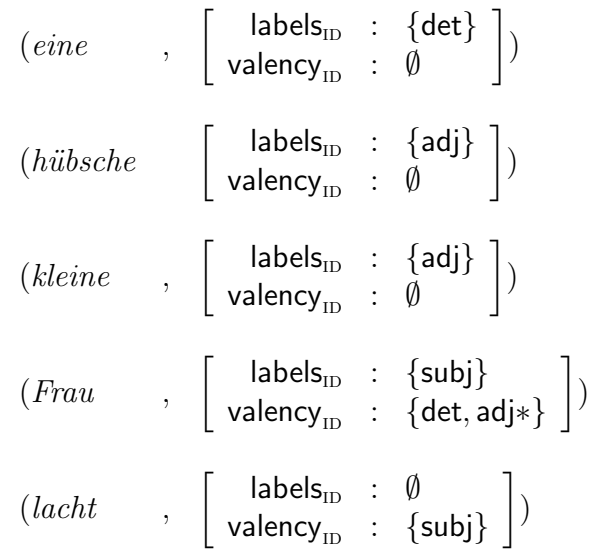 (eine , [ labels_ID : {det}
valency_ID : ∅ ])
(hübsche [ labels_ID : {adj}
valency_ID : ∅ ])
(kleine , [ labels_ID : {adj}
valency_ID : ∅ ])
(Frau , [ labels_ID : {subj}
valency_ID : {det, adj∗} ])
(lacht , [ labels_ID : ∅
valency_ID : {subj} ])